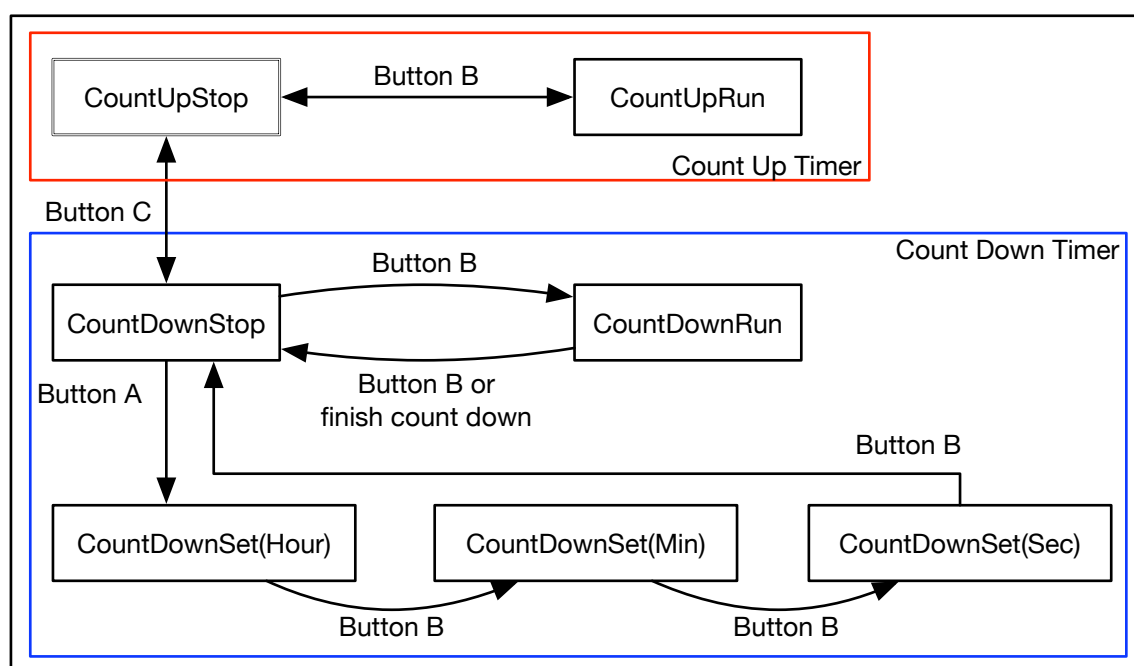 CountUpStop
Button B
CountUpRun
Count Up Timer
Button C
Count Down Timer
Button B
CountDownStop
CountDownRun
Button A
Button B or
finish count down
Button B
CountDownSet(Hour)
CountDownSet(Min)
CountDownSet(Sec)
Button B
Button B